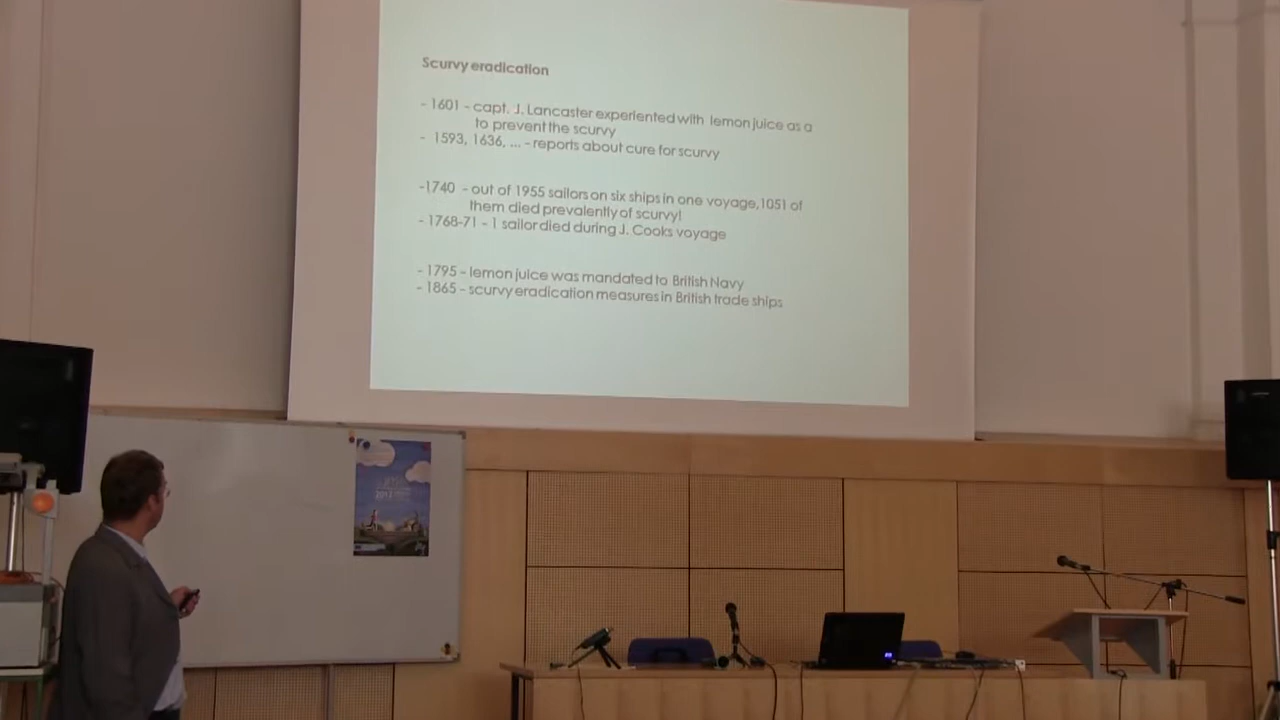 Scurvy eradication
- 1601 - capt. J. Lancaster experiented with lemon juice as a
to prevent the scurvy
- 1593, 1636, ... - reports about cure for scurvy
-1740 - out of 1955 sailors on six ships in one voyage,1051 of
them died prevalently of scurvy!
- 1768-71 - 1 sailor died during J. Cooks voyage
- 1795 - lemon juice was mandated to British Navy
- 1865 - scurvy eradication measures in British trade ships